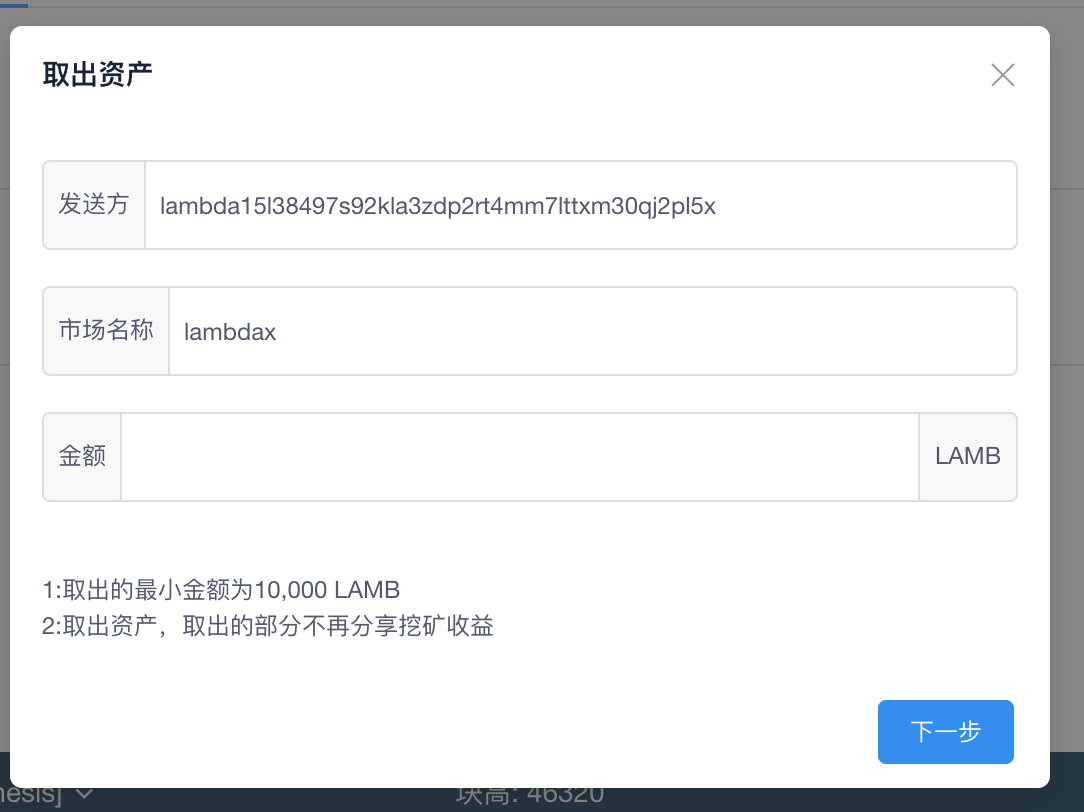 取出资产
发送方 lambda15l38497s92kla3zdp2rt4mm7lttxm30qj2pl5x
市场名称 lambdax
金额 LAMB
1:取出的最小金额为10,000 LAMB
2:取出资产，取出的部分不再分享挖矿收益
下一步
nesis]
块高: 46320